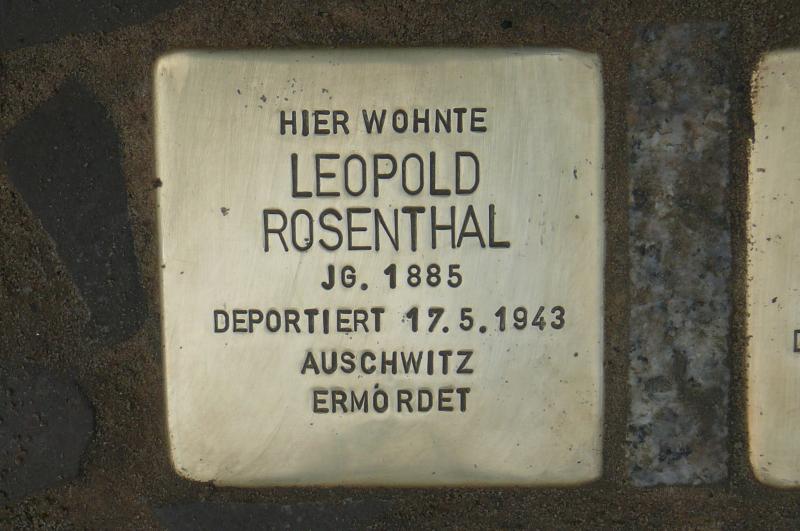 HIER WOHNTE
LEOPOLD
ROSENTHAL
JG. 1885
DEPORTIERT 17.5.1943
AUSCHWITZ
ERMORDET